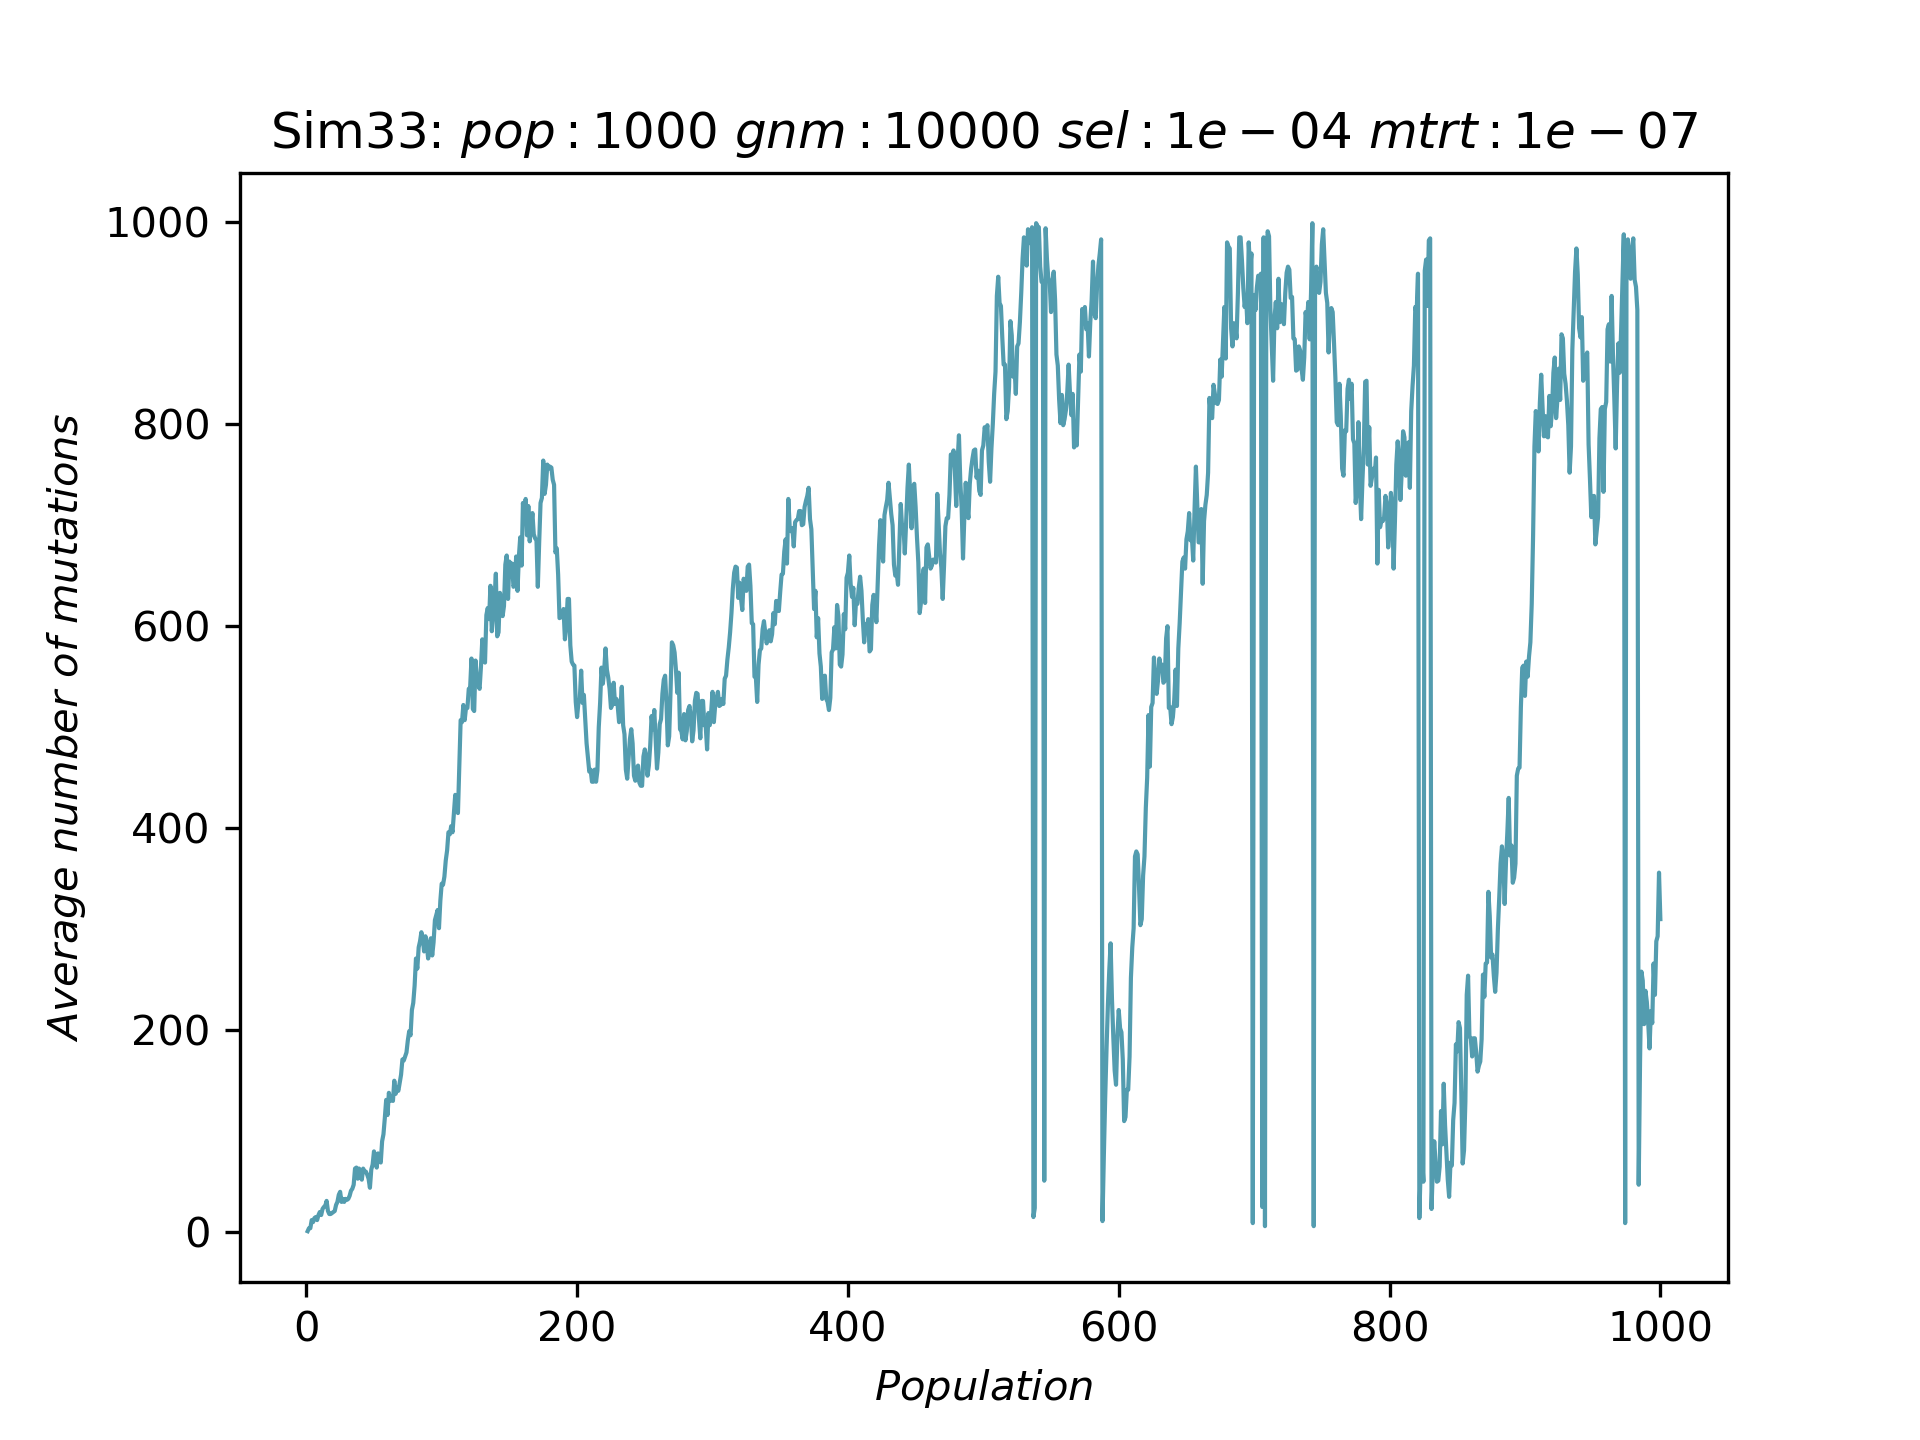 Sim33: pop : 1000 gnm : 10000 sel : 1e − 04 mtrt : 1e − 07
Average number of mutations
1000
800
600
400
200
0
0 200 400 600 800 1000
Population